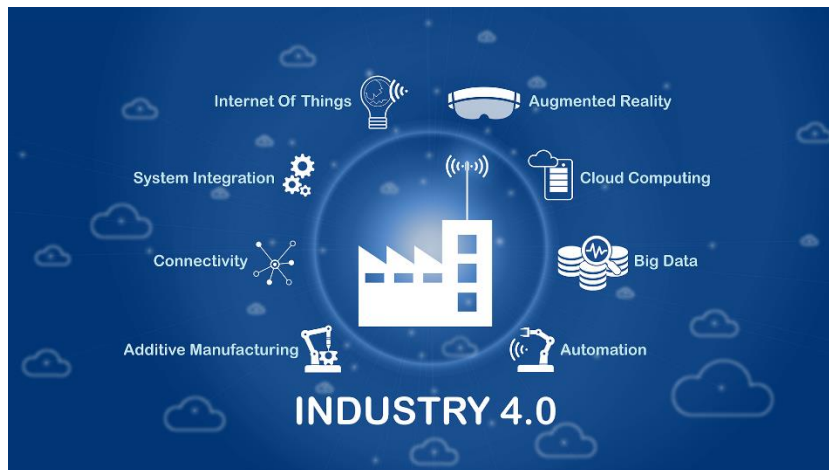 Internet Of Things
Augmented Reality
System Integration
Cloud Computing
Connectivity
Big Data
Additive Manufacturing
Automation
INDUSTRY 4.0